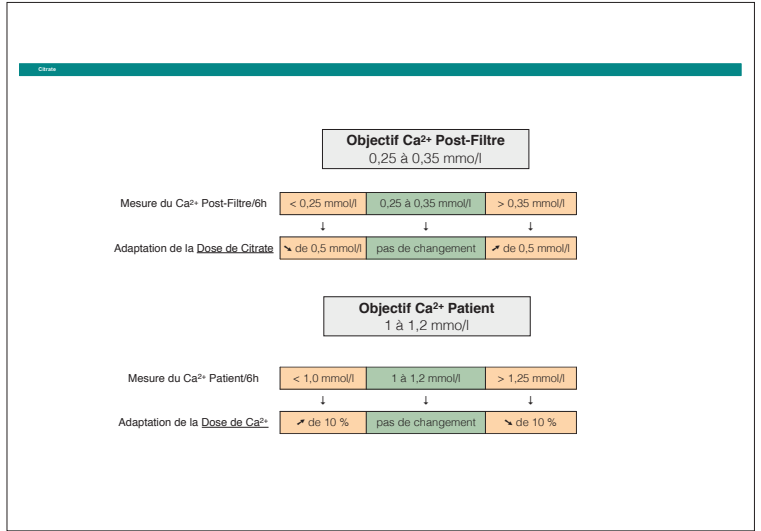 Citrate
Objectif Ca²⁺ Post-Filtre
0,25 à 0,35 mmo/l
Mesure du Ca²⁺ Post-Filtre/6h < 0,25 mmol/l 0,25 à 0,35 mmol/l > 0,35 mmol/l
↓ ↓ ↓
Adaptation de la Dose de Citrate ➘ de 0,5 mmol/l pas de changement ➚ de 0,5 mmol/l
Objectif Ca²⁺ Patient
1 à 1,2 mmo/l
Mesure du Ca²⁺ Patient/6h < 1,0 mmol/l 1 à 1,2 mmol/l > 1,25 mmol/l
↓ ↓ ↓
Adaptation de la Dose de Ca²⁺ ➚ de 10 % pas de changement ➘ de 10 %